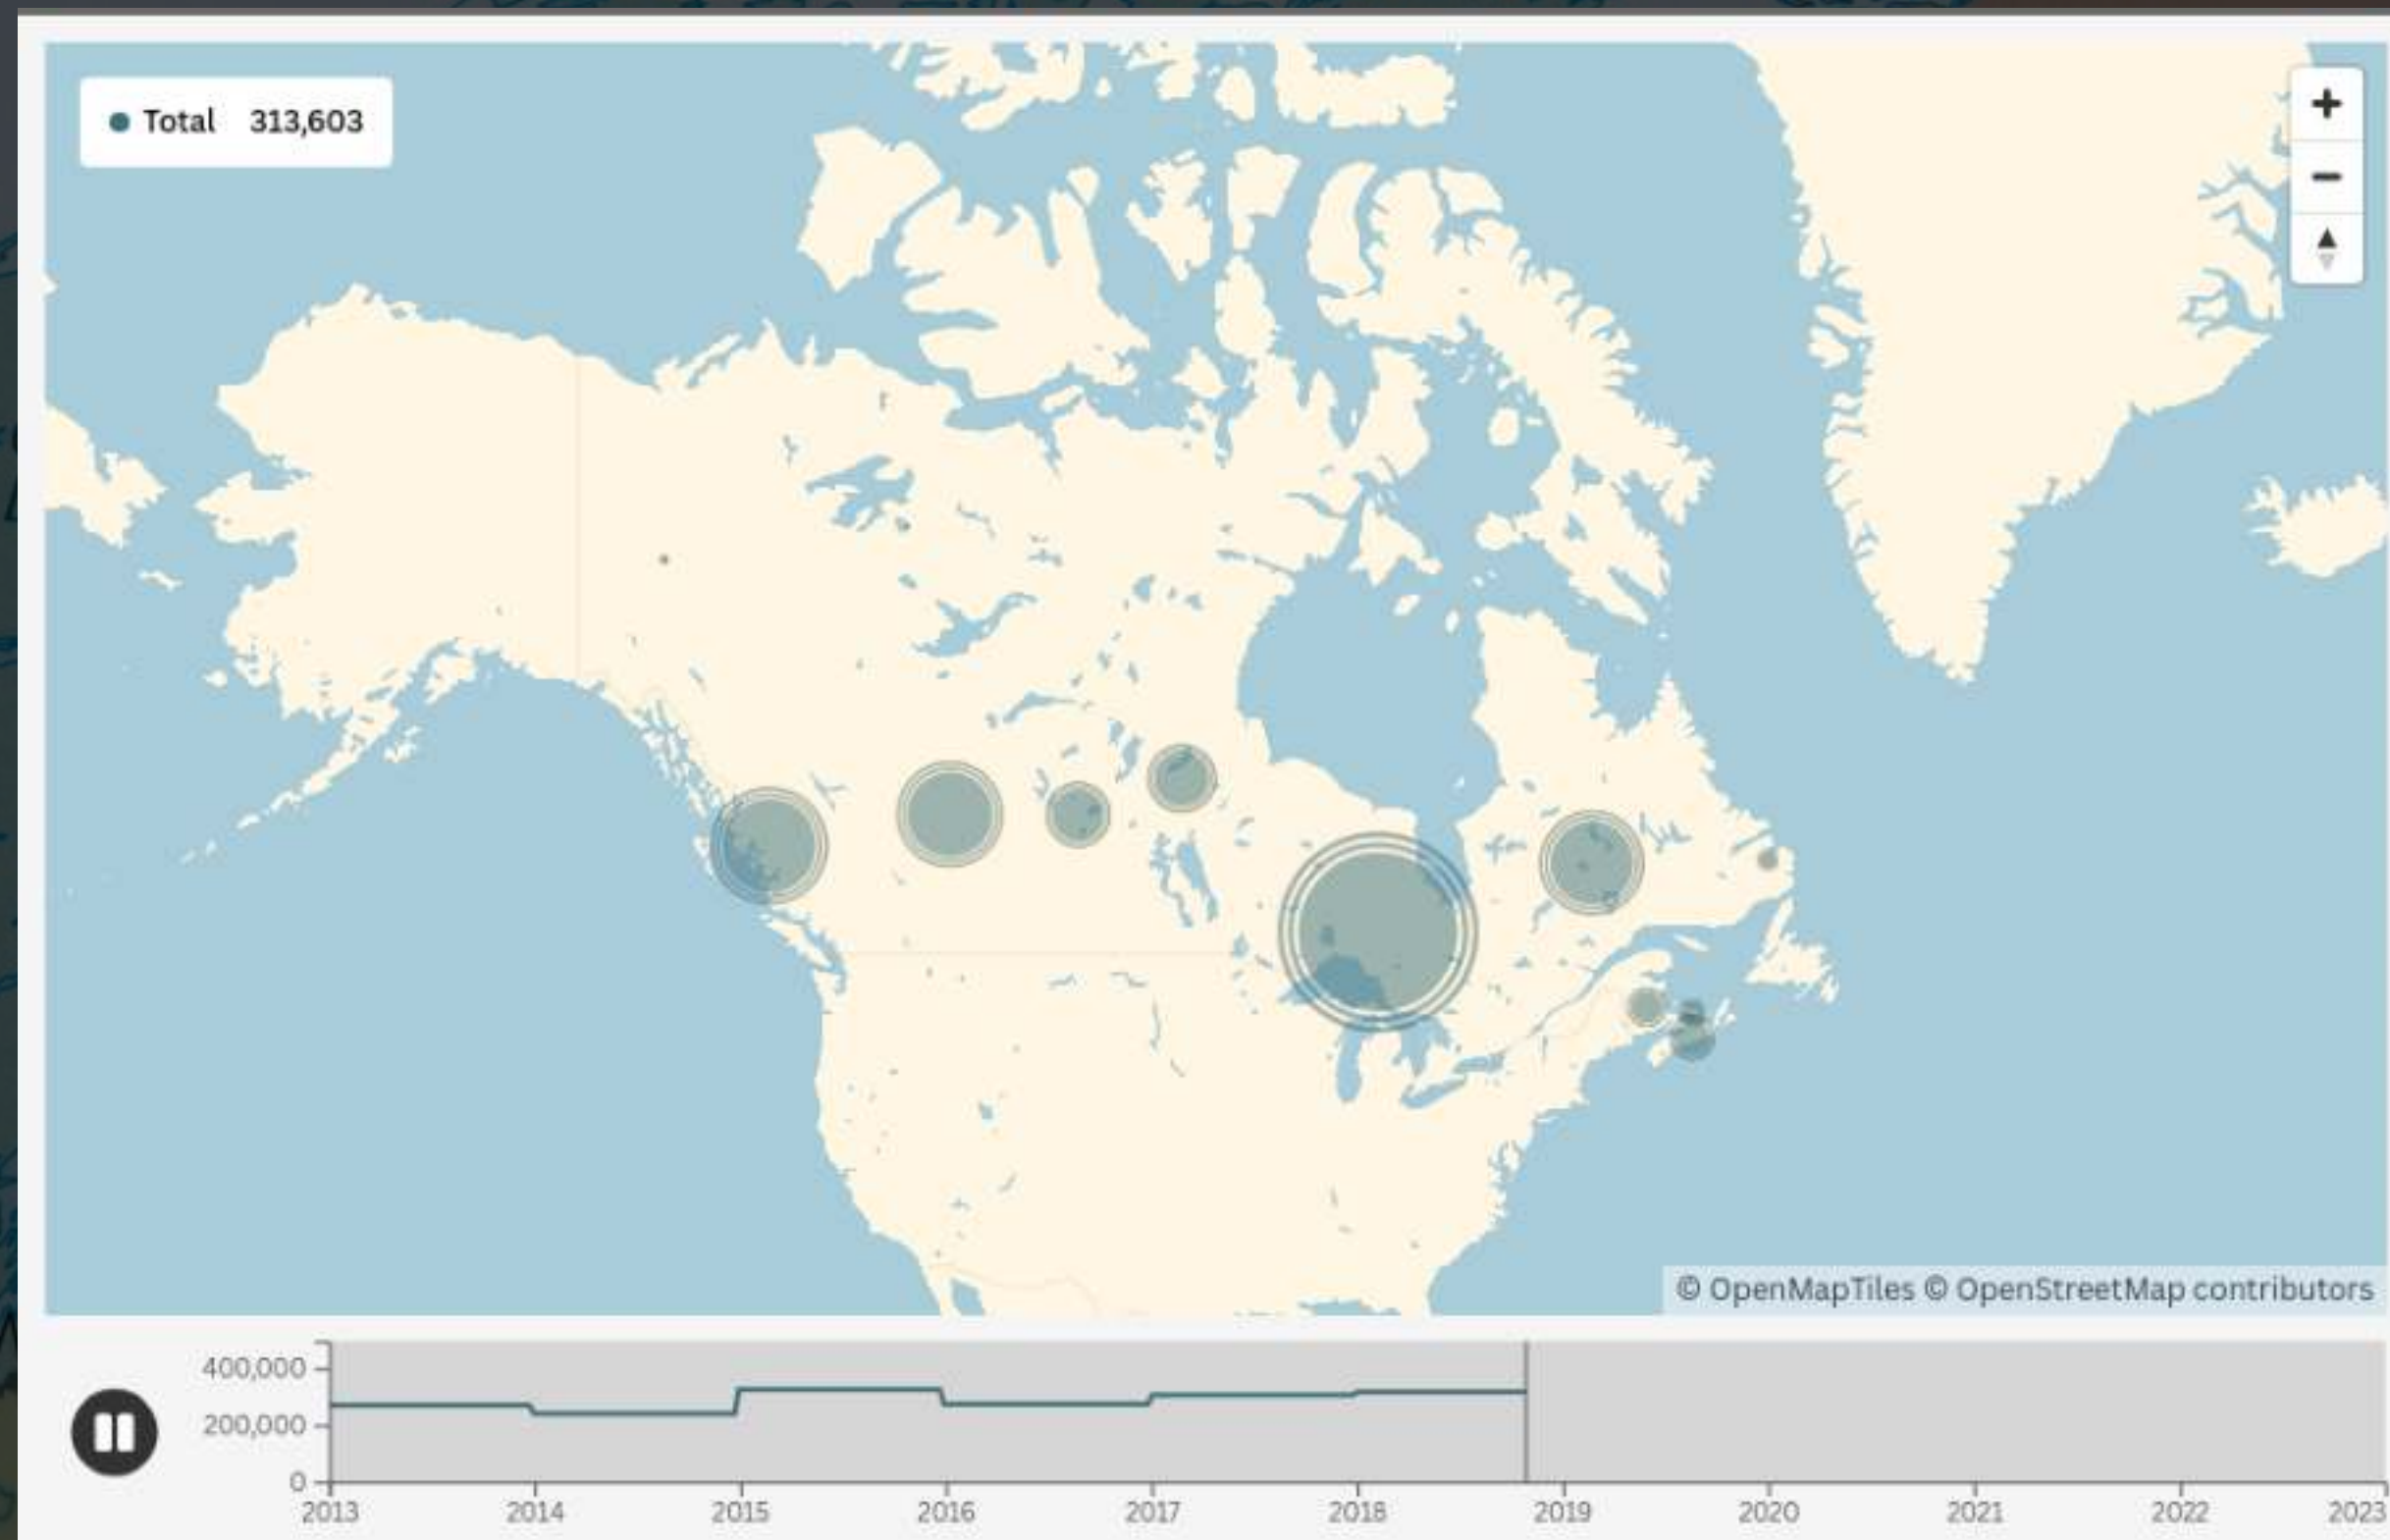 Total 313,603
+
−
© OpenMapTiles © OpenStreetMap contributors
400,000
200,000
0
2013 2014 2015 2016 2017 2018 2019 2020 2021 2022 2023